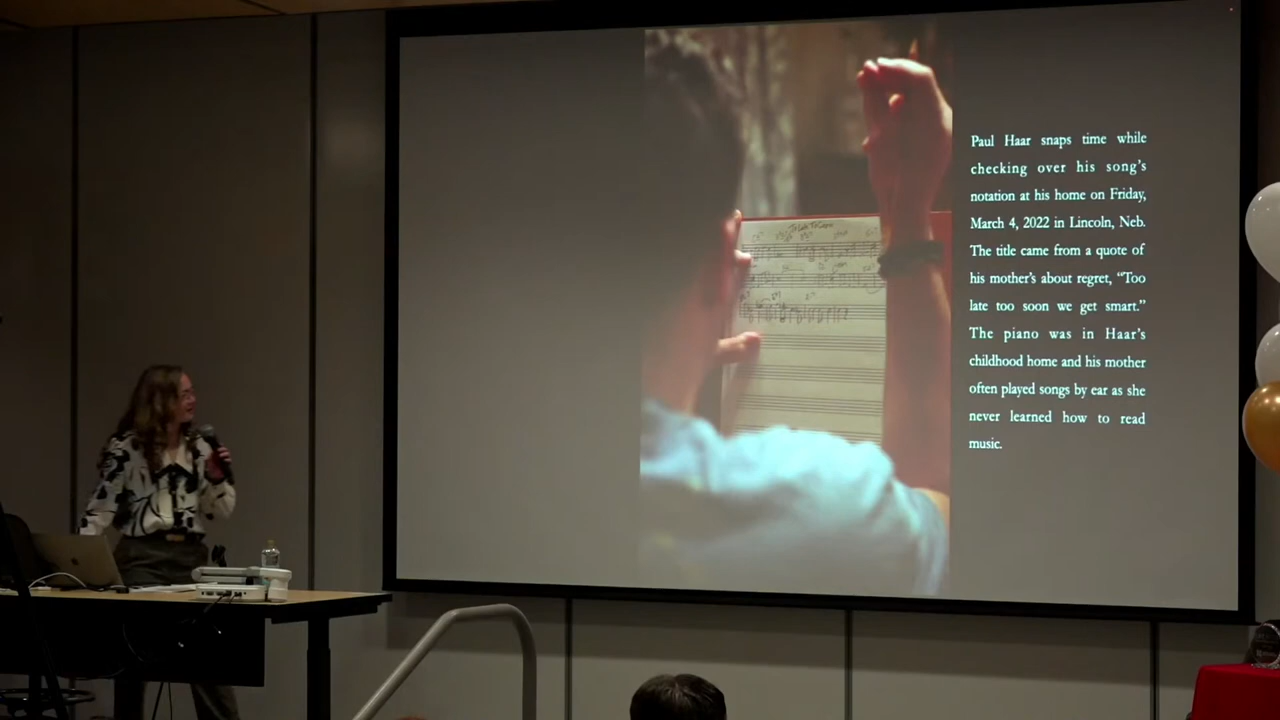 Paul Haar snaps time while
checking over his song's
notation at his home on Friday,
March 4, 2022 in Lincoln, Neb.
The title came from a quote of
his mother's about regret, “Too
late too soon we get smart.”
The piano was in Haar's
childhood home and his mother
often played songs by ear as she
never learned how to read
music.